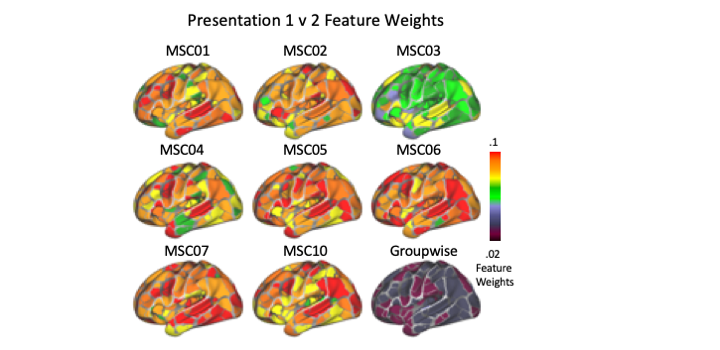 Presentation 1 v 2 Feature Weights
MSC01
MSC02
MSC03
MSC04
MSC05
MSC06
MSC07
MSC10
Groupwise
.1
.02
Feature
Weights